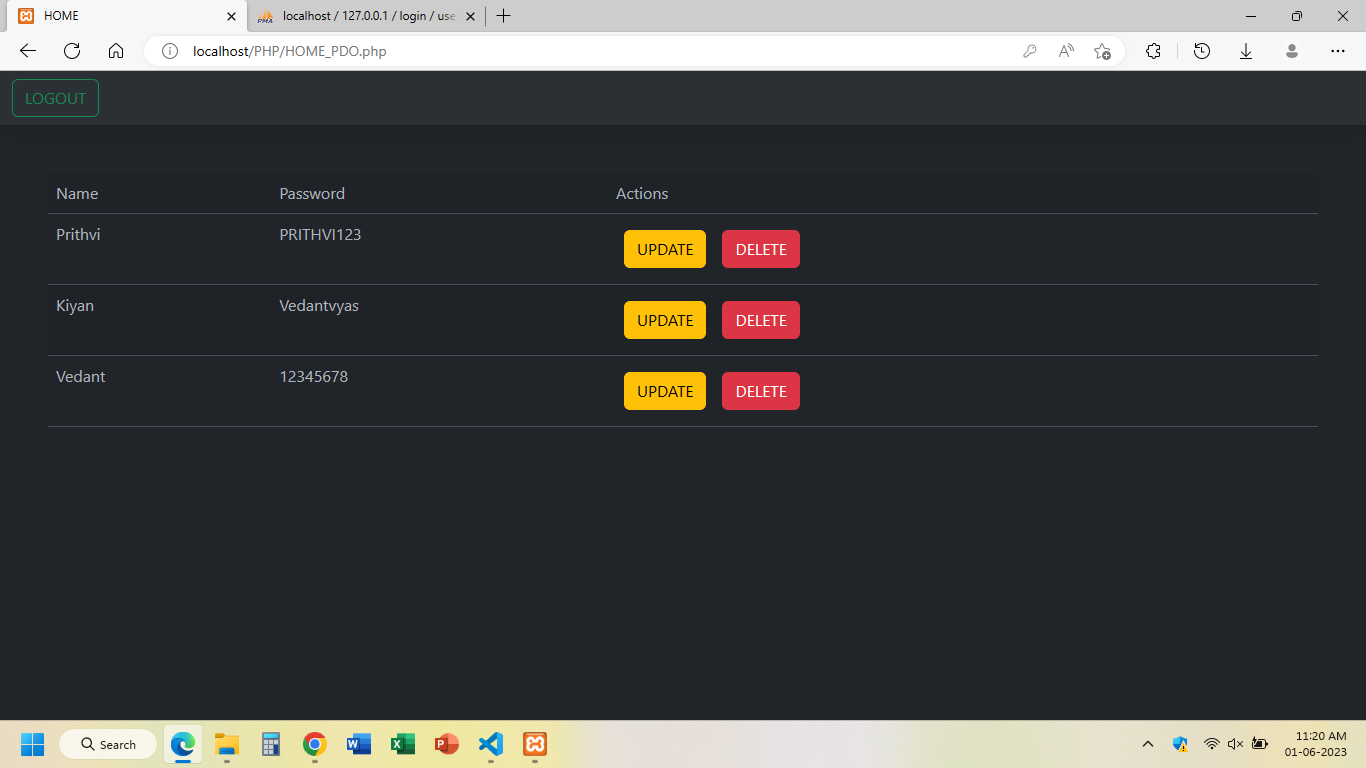 HOME
localhost / 127.0.0.1 / login / use
localhost/PHP/HOME_PDO.php
LOGOUT
Name Password Actions
Prithvi PRITHVI123 UPDATE DELETE
Kiyan Vedantvyas UPDATE DELETE
Vedant 12345678 UPDATE DELETE
Search
11:20 AM
01-06-2023